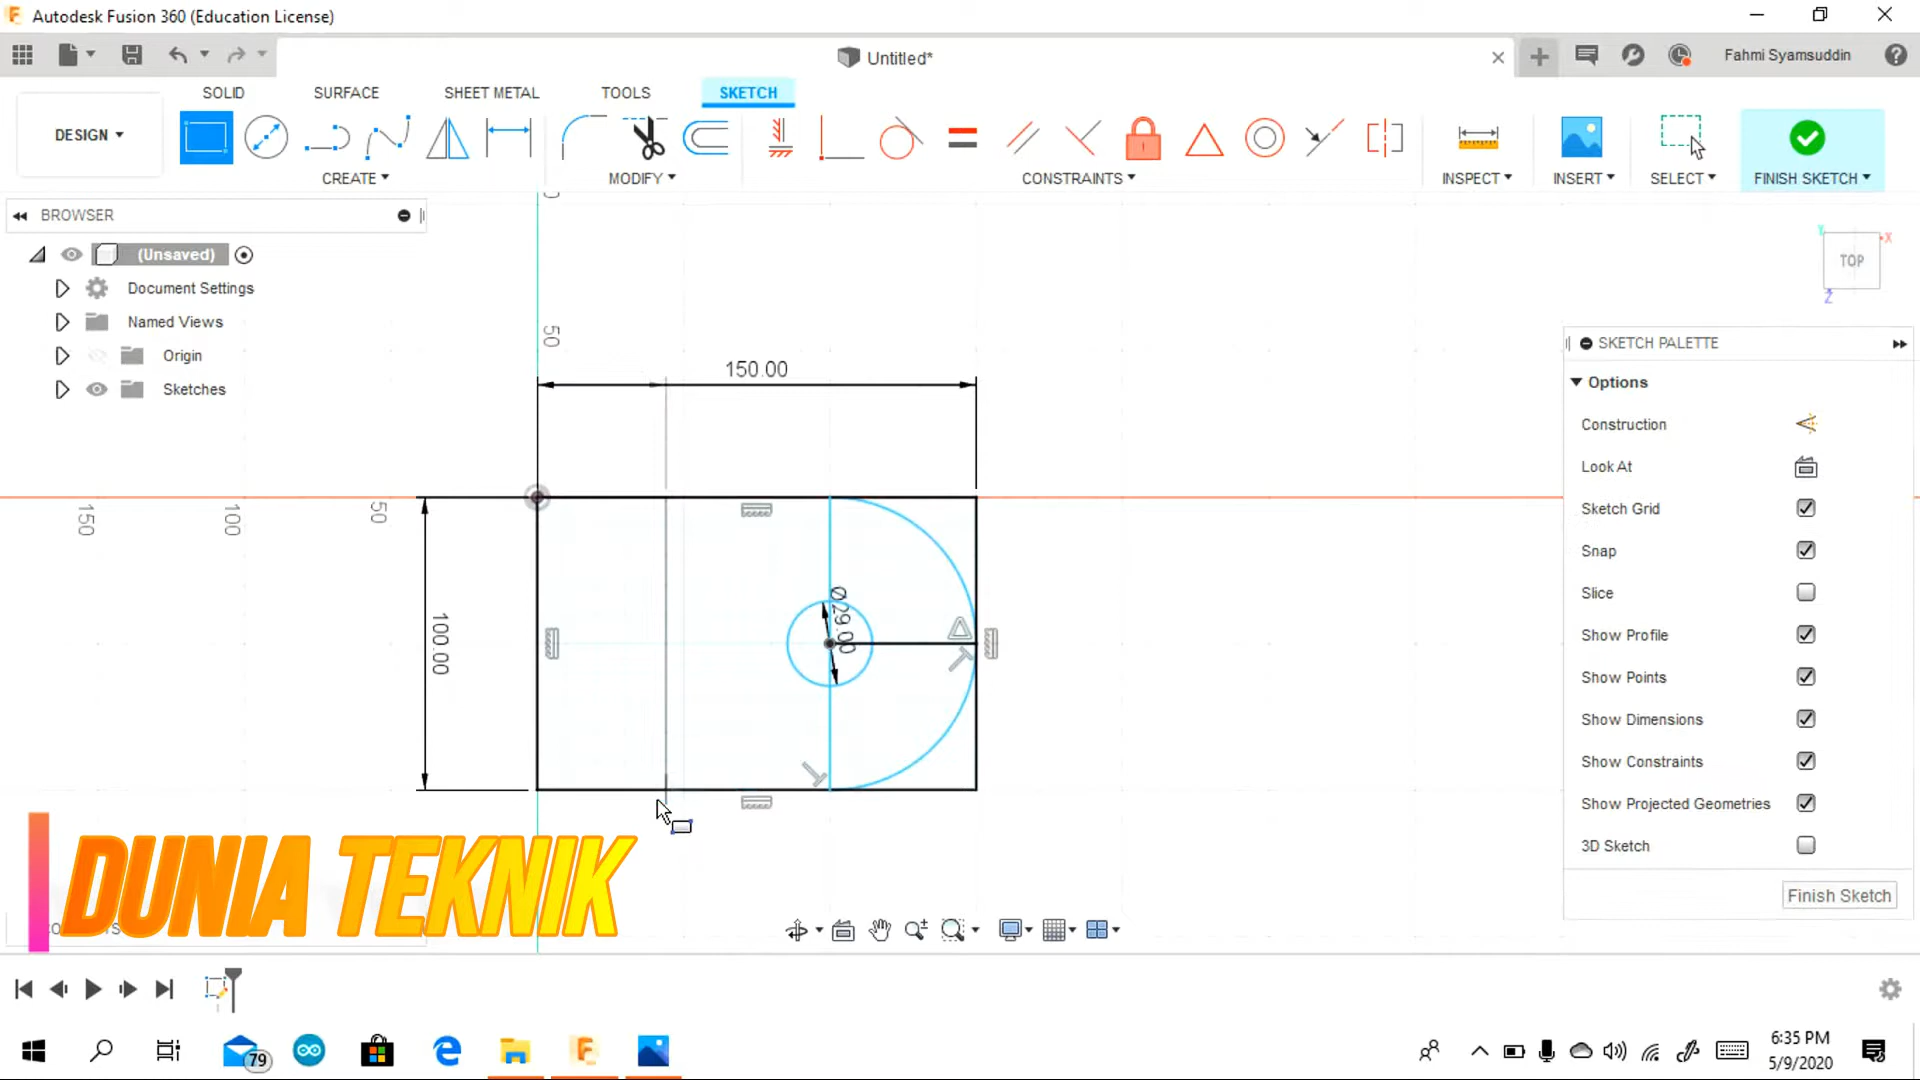 Autodesk Fusion 360 (Education License)
Untitled*
Fahmi Syamsuddin
SOLID SURFACE SHEET METAL TOOLS SKETCH
DESIGN
CREATE MODIFY CONSTRAINTS INSPECT INSERT SELECT FINISH SKETCH
BROWSER
(Unsaved)
Document Settings
Named Views
Origin
Sketches
TOP
X
Y
Z
50
150.00
150
100
50
100.00
Ø29.00
SKETCH PALETTE
Options
Construction
Look At
Sketch Grid
Snap
Slice
Show Profile
Show Points
Show Dimensions
Show Constraints
Show Projected Geometries
3D Sketch
Finish Sketch
DUNIA TEKNIK
79
6:35 PM
5/9/2020